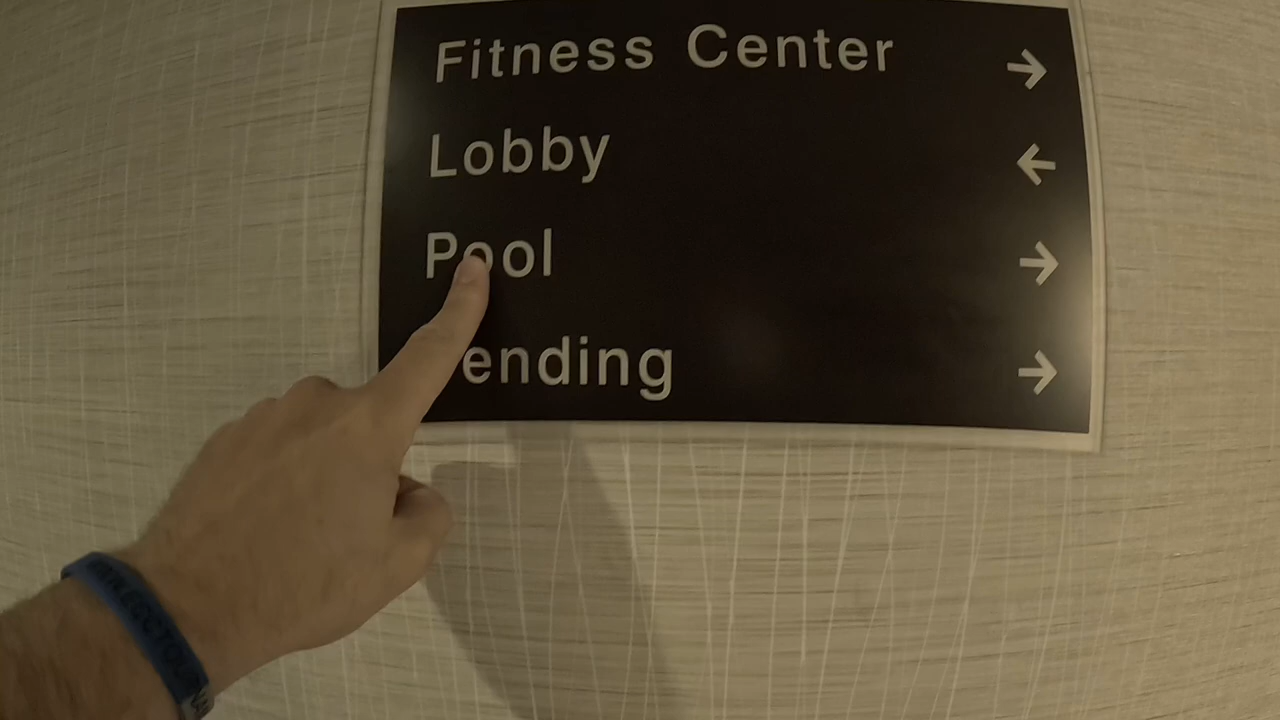 Fitness Center →
Lobby ←
Pool →
ending →